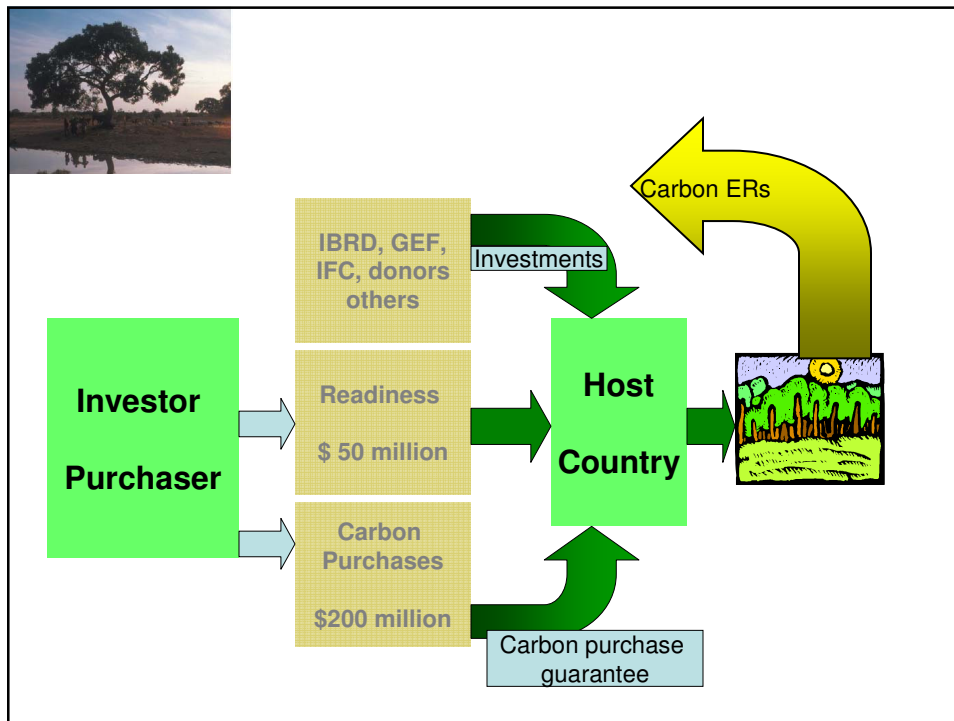 Carbon ERs
IBRD, GEF,
IFC, donors
others
Investments
Investor
Purchaser
Readiness
$ 50 million
Host
Country
Carbon
Purchases
$200 million
Carbon purchase
guarantee